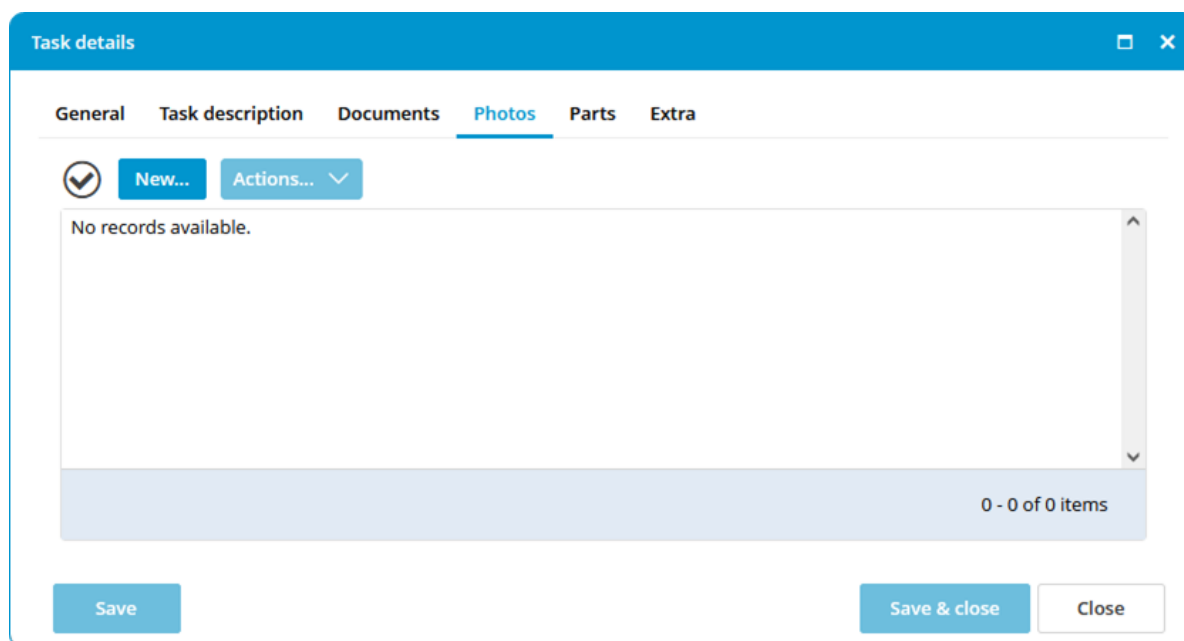 Task details
General Task description Documents Photos Parts Extra
New... Actions...
No records available.
0 - 0 of 0 items
Save Save & close Close